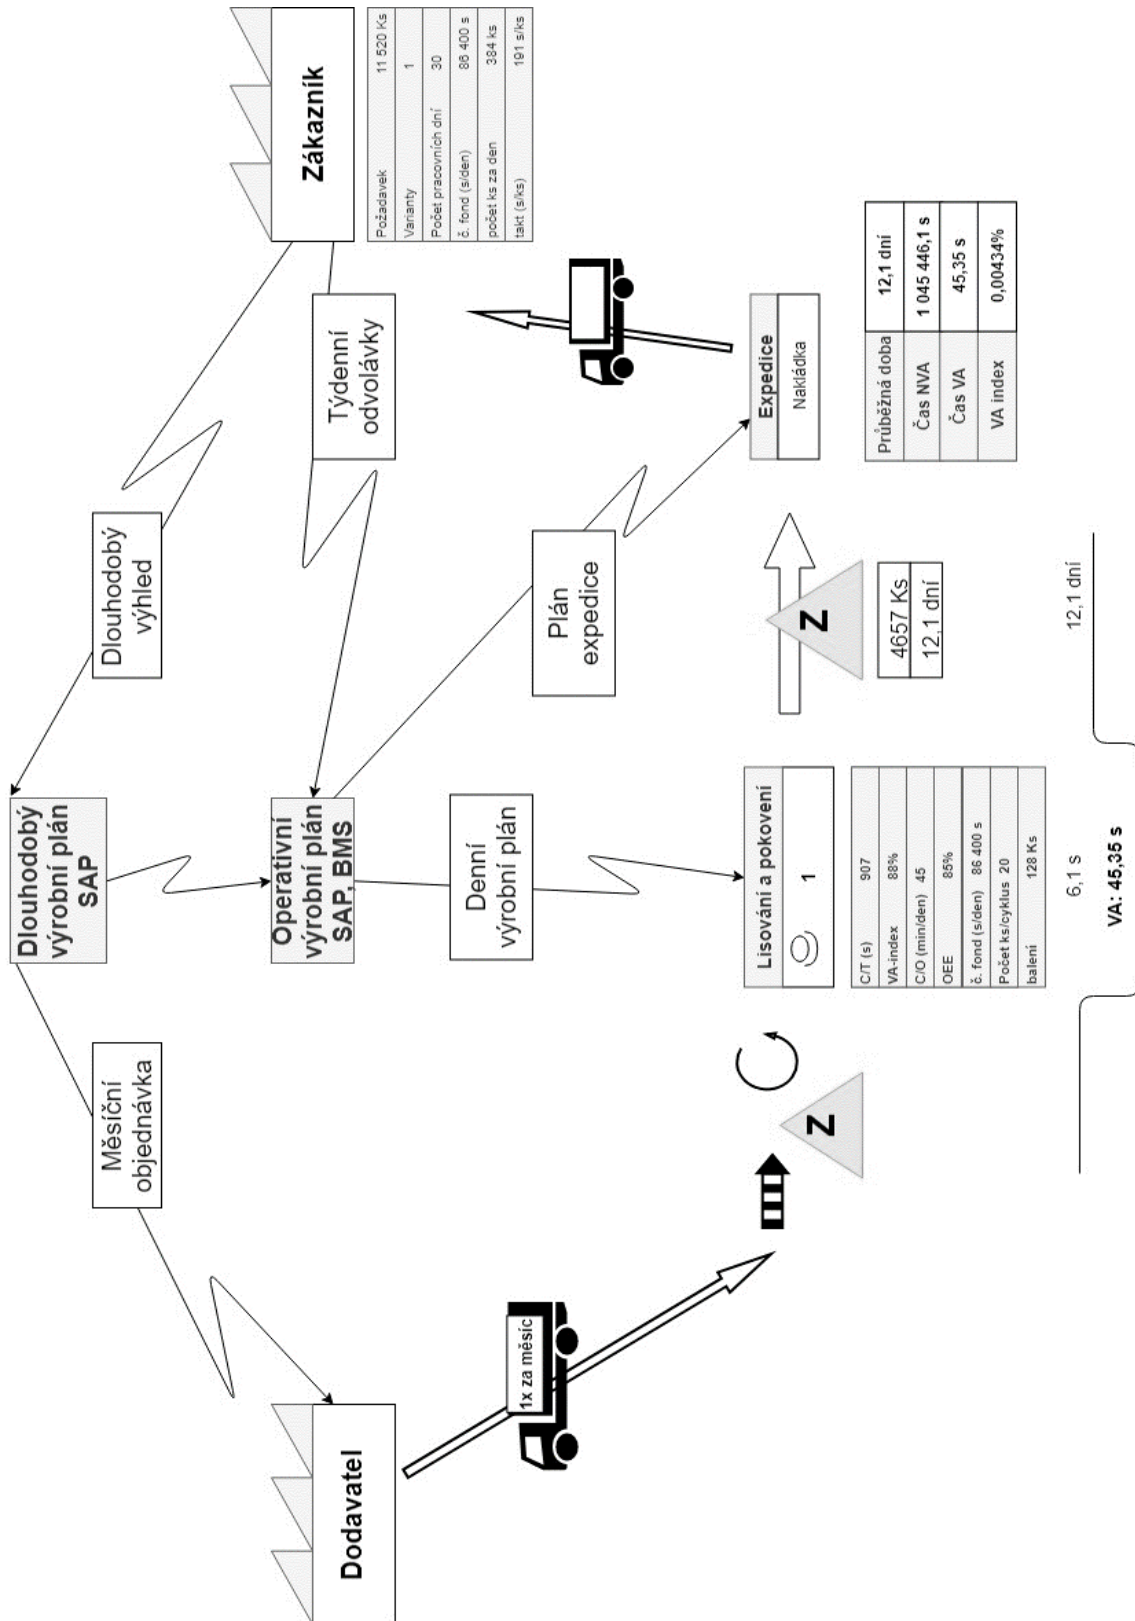 Dlouhodobý
výrobní plán
SAP
Měsíční
objednávka
Dlouhodobý
výhled
Dodavatel
Operativní
výrobní plán
SAP, BMS
Týdenní
odvolávky
Zákazník
Požadavek 11 520 Ks
Varianty 1
Počet pracovních dní 30
č. fond (s/den) 86 400 s
počet ks za den 384 ks
takt (s/ks) 191 s/ks
Denní
výrobní plán
Plán
expedice
1x za měsíc
Z
Lisování a pokovení
1
C/T (s) 907
VA-index 88%
C/O (min/den) 45
OEE 85%
č. fond (s/den) 86 400 s
Počet ks/cyklus 20
balení 128 Ks
Z
4657 Ks
12,1 dní
Expedice
Nakládka
Průběžná doba 12,1 dní
Čas NVA 1 045 446,1 s
Čas VA 45,35 s
VA index 0,00434%
6,1 s
12,1 dní
VA: 45,35 s